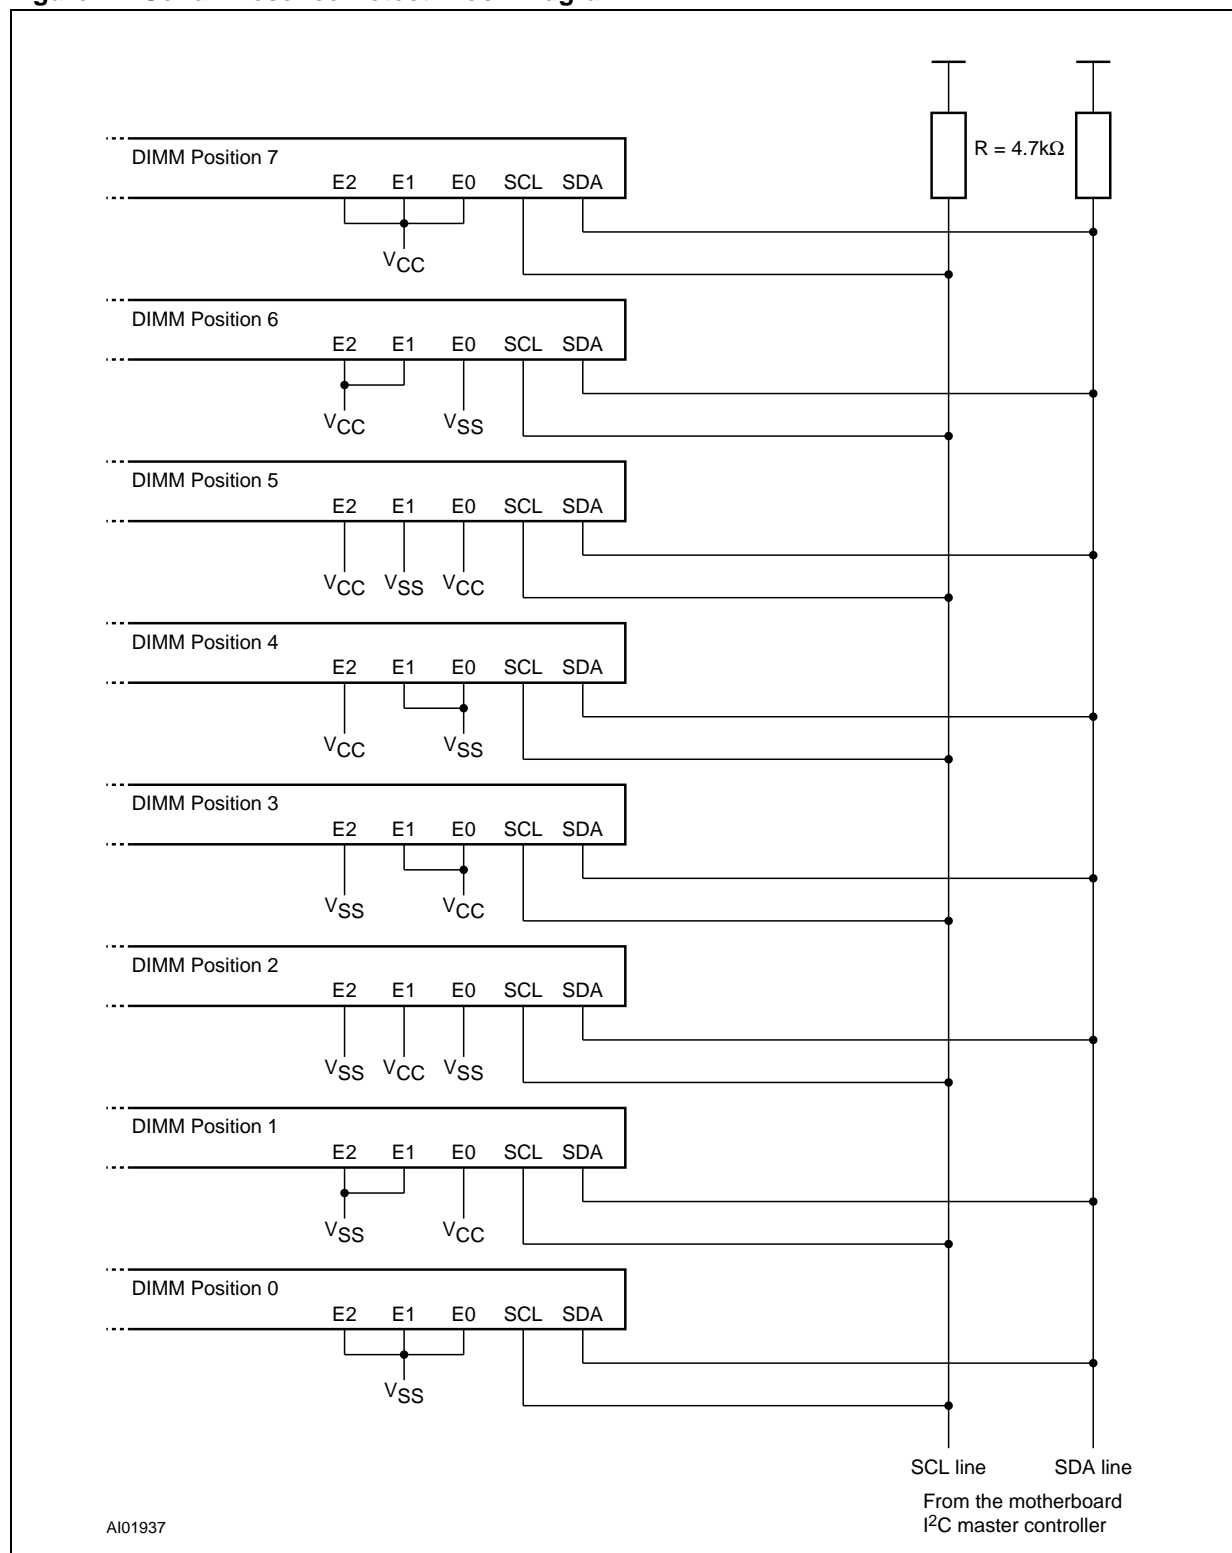 DIMM Position 7
E2 E1 E0 SCL SDA
VCC
R = 4.7kΩ
DIMM Position 6
E2 E1 E0 SCL SDA
VCC VSS
DIMM Position 5
E2 E1 E0 SCL SDA
VCC VSS VCC
DIMM Position 4
E2 E1 E0 SCL SDA
VCC VSS
DIMM Position 3
E2 E1 E0 SCL SDA
VSS VCC
DIMM Position 2
E2 E1 E0 SCL SDA
VSS VCC VSS
DIMM Position 1
E2 E1 E0 SCL SDA
VSS VCC
DIMM Position 0
E2 E1 E0 SCL SDA
VSS
SCL line SDA line
From the motherboard
I2C master controller
AI01937